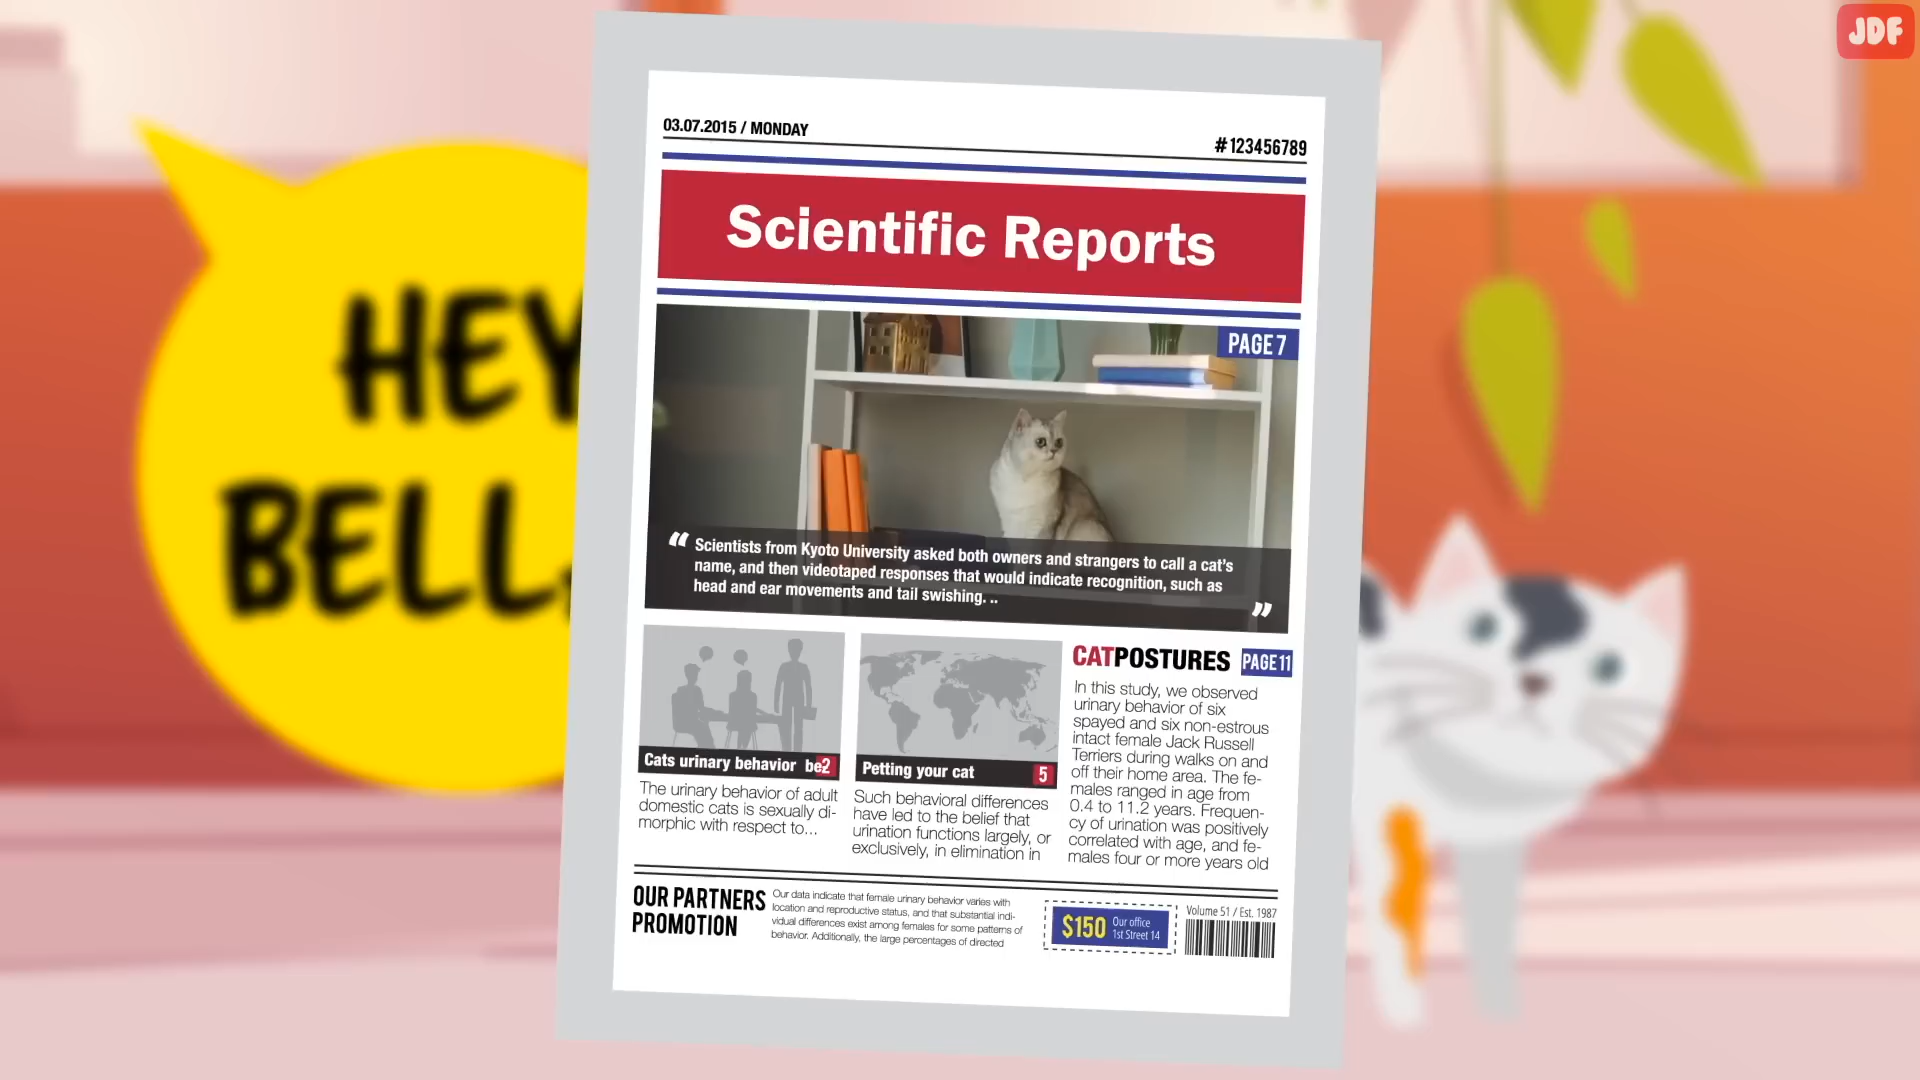 JDF
HEY
BELL
03.07.2015 / MONDAY
#123456789
Scientific Reports
PAGE 7
“ Scientists from Kyoto University asked both owners and strangers to call a cat's
name, and then videotaped responses that would indicate recognition, such as
head and ear movements and tail swishing. .. ”
Cats urinary behavior be 2
The urinary behavior of adult
domestic cats is sexually di-
morphic with respect to...
Petting your cat 5
Such behavioral differences
have led to the belief that
urination functions largely, or
exclusively, in elimination in
CATPOSTURES PAGE 11
In this study, we observed
urinary behavior of six
spayed and six non-estrous
intact female Jack Russell
Terriers during walks on and
off their home area. The fe-
males ranged in age from
0.4 to 11.2 years. Frequen-
cy of urination was positively
correlated with age, and fe-
males four or more years old
OUR PARTNERS
PROMOTION
Our data indicate that female urinary behavior varies with
location and reproductive status, and that substantial indi-
vidual differences exist among females for some patterns of
behavior. Additionally, the large percentages of directed
$150
Our office
1st Street 14
Volume 51 / Est. 1987